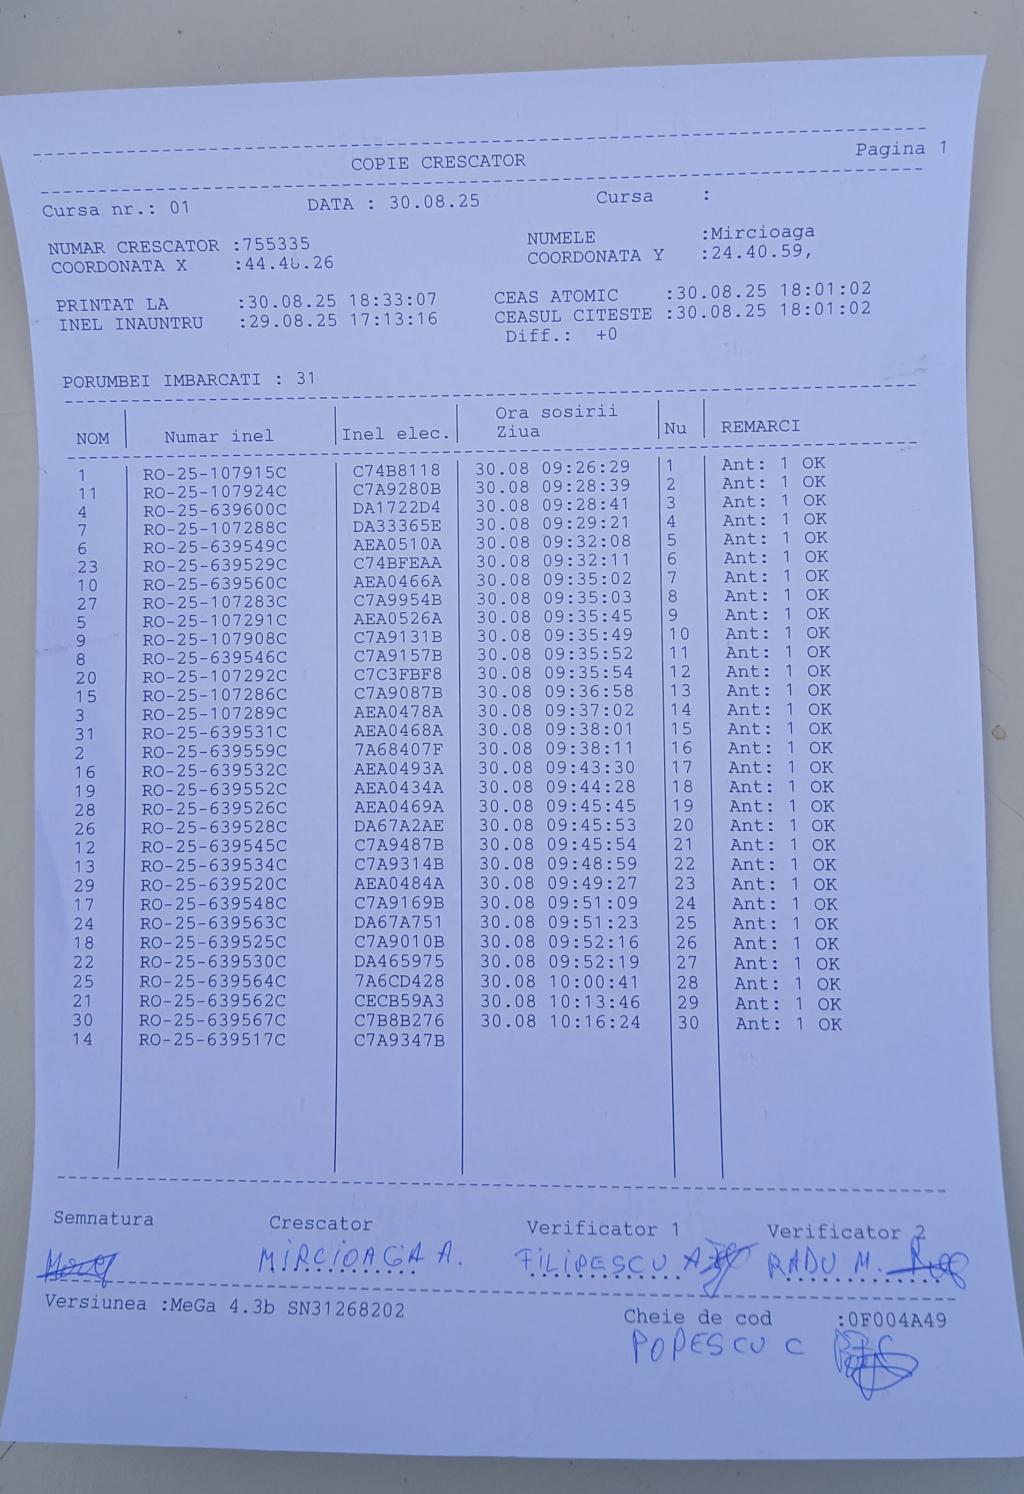 Pagina 1
COPIE CRESCATOR
Cursa nr.: 01 DATA : 30.08.25 Cursa :
NUMAR CRESCATOR :755335 NUMELE :Mircioaga
COORDONATA X :44.46.26 COORDONATA Y :24.40.59,
PRINTAT LA :30.08.25 18:33:07 CEAS ATOMIC :30.08.25 18:01:02
INEL INAUNTRU :29.08.25 17:13:16 CEASUL CITESTE :30.08.25 18:01:02
Diff.: +0
PORUMBEI IMBARCATI : 31
NOM Numar inel Inel elec. Ora sosirii Ziua Nu REMARCI
1 RO-25-107915C C74B8118 30.08 09:26:29 1 Ant: 1 OK
11 RO-25-107924C C7A9280B 30.08 09:28:39 2 Ant: 1 OK
4 RO-25-639600C DA1722D4 30.08 09:28:41 3 Ant: 1 OK
7 RO-25-107288C DA33365E 30.08 09:29:21 4 Ant: 1 OK
6 RO-25-639549C AEA0510A 30.08 09:32:08 5 Ant: 1 OK
23 RO-25-639529C C74BFEAA 30.08 09:32:11 6 Ant: 1 OK
10 RO-25-639560C AEA0466A 30.08 09:35:02 7 Ant: 1 OK
27 RO-25-107283C C7A9954B 30.08 09:35:03 8 Ant: 1 OK
5 RO-25-107291C AEA0526A 30.08 09:35:45 9 Ant: 1 OK
9 RO-25-107908C C7A9131B 30.08 09:35:49 10 Ant: 1 OK
8 RO-25-639546C C7A9157B 30.08 09:35:52 11 Ant: 1 OK
20 RO-25-107292C C7C3FBF8 30.08 09:35:54 12 Ant: 1 OK
15 RO-25-107286C C7A9087B 30.08 09:36:58 13 Ant: 1 OK
3 RO-25-107289C AEA0478A 30.08 09:37:02 14 Ant: 1 OK
31 RO-25-639531C AEA0468A 30.08 09:38:01 15 Ant: 1 OK
2 RO-25-639559C 7A68407F 30.08 09:38:11 16 Ant: 1 OK
16 RO-25-639532C AEA0493A 30.08 09:43:30 17 Ant: 1 OK
19 RO-25-639552C AEA0434A 30.08 09:44:28 18 Ant: 1 OK
28 RO-25-639526C AEA0469A 30.08 09:45:45 19 Ant: 1 OK
26 RO-25-639528C DA67A2AE 30.08 09:45:53 20 Ant: 1 OK
12 RO-25-639545C C7A9487B 30.08 09:45:54 21 Ant: 1 OK
13 RO-25-639534C C7A9314B 30.08 09:48:59 22 Ant: 1 OK
29 RO-25-639520C AEA0484A 30.08 09:49:27 23 Ant: 1 OK
17 RO-25-639548C C7A9169B 30.08 09:51:09 24 Ant: 1 OK
24 RO-25-639563C DA67A751 30.08 09:51:23 25 Ant: 1 OK
18 RO-25-639525C C7A9010B 30.08 09:52:16 26 Ant: 1 OK
22 RO-25-639530C DA465975 30.08 09:52:19 27 Ant: 1 OK
25 RO-25-639564C 7A6CD428 30.08 10:00:41 28 Ant: 1 OK
21 RO-25-639562C CECB59A3 30.08 10:13:46 29 Ant: 1 OK
30 RO-25-639567C C7B8B276 30.08 10:16:24 30 Ant: 1 OK
14 RO-25-639517C C7A9347B
Semnatura Crescator Verificator 1 Verificator 2
MIRCIOAGA A. FILIPESCU A RADU M.
Versiunea :MeGa 4.3b SN31268202 Cheie de cod :0F004A49
POPESCU C